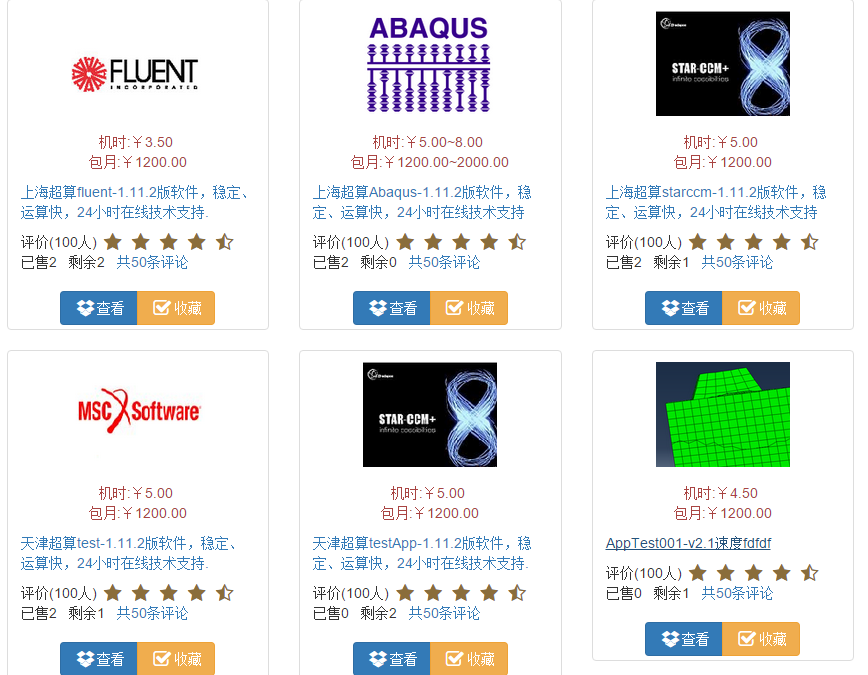 FLUENT
INCORPORATED
机时:￥3.50
包月:￥1200.00
上海超算fluent-1.11.2版软件，稳定、
运算快，24小时在线技术支持.
评价(100人)
已售2 剩余2 共50条评论
查看 收藏
ABAQUS
机时:￥5.00~8.00
包月:￥1200.00~2000.00
上海超算Abaqus-1.11.2版软件，稳
定、运算快，24小时在线技术支持
评价(100人)
已售2 剩余0 共50条评论
查看 收藏
STAR-CCM+
机时:￥5.00
包月:￥1200.00
上海超算starccm-1.11.2版软件，稳
定、运算快，24小时在线技术支持
评价(100人)
已售2 剩余1 共50条评论
查看 收藏
MSC Software
机时:￥5.00
包月:￥1200.00
天津超算test-1.11.2版软件，稳定、
运算快，24小时在线技术支持.
评价(100人)
已售2 剩余1 共50条评论
查看 收藏
STAR-CCM+
机时:￥5.00
包月:￥1200.00
天津超算testApp-1.11.2版软件，稳
定、运算快，24小时在线技术支持.
评价(100人)
已售0 剩余2 共50条评论
查看 收藏
机时:￥4.50
包月:￥1200.00
AppTest001-v2.1速度fdfdf
评价(100人)
已售0 剩余1 共50条评论
查看 收藏